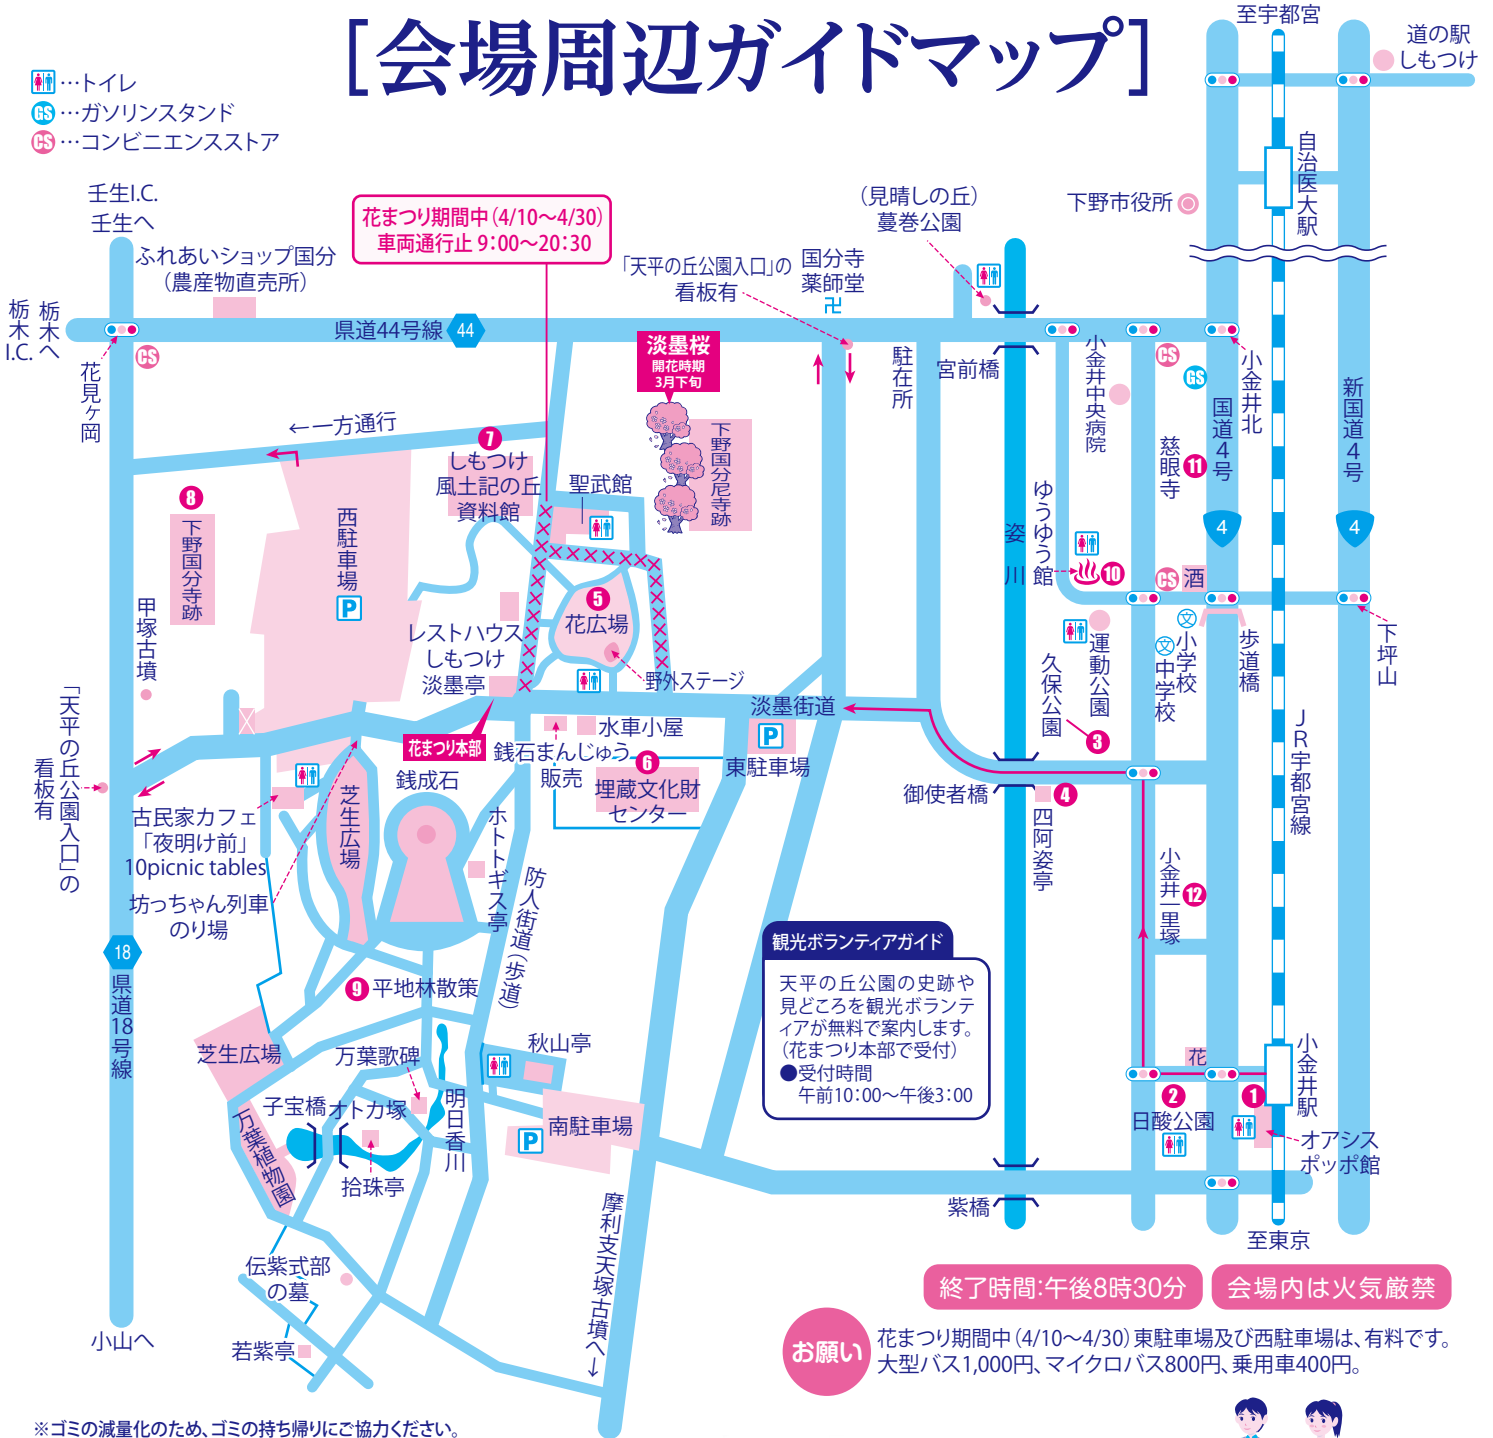 [会場周辺ガイドマップ]
…トイレ
GS…ガソリンスタンド
CS…コンビニエンスストア
至宇都宮
道の駅
しもつけ
自治医大駅
下野市役所
壬生I.C.
壬生へ
ふれあいショップ国分
(農産物直売所)
栃木へ
栃木I.C.
花まつり期間中(4/10〜4/30)
車両通行止 9:00〜20:30
「天平の丘公園入口」の
看板有
国分寺
薬師堂
卍
(見晴しの丘)
蔓巻公園
県道44号線
44
CS
花見ヶ岡
淡墨桜
開花時期
3月下旬
駐在所
宮前橋
小金井中央病院
CS
GS
小金井北
国道4号
新国道4号
4
4
←一方通行
7
しもつけ
風土記の丘
資料館
聖武館
下野国分尼寺跡
慈眼寺
11
8
下野国分寺跡
西駐車場
P
ゆうゆう館
姿川
10
CS
酒
5
花広場
甲塚古墳
レストハウス
しもつけ
淡墨亭
野外ステージ
運動公園
文
小学校
文
中学校
歩道橋
下坪山
久保公園
3
「天平の丘公園入口」の
看板有
淡墨街道
花まつり本部
水車小屋
銭石まんじゅう
販売
6
埋蔵文化財
センター
P
東駐車場
銭成石
芝生広場
御使者橋
4
四阿姿亭
JR宇都宮線
古民家カフェ
「夜明け前」
10picnic tables
坊っちゃん列車
のり場
ホトトギス亭
防人街道(歩道)
小金井一里塚
12
18
県道18号線
観光ボランティアガイド
天平の丘公園の史跡や
見どころを観光ボランテ
ィアが無料で案内します。
(花まつり本部で受付)
●受付時間
午前10:00〜午後3:00
9
平地林散策
芝生広場
万葉歌碑
秋山亭
花
小金井駅
子宝橋
オトカ塚
明日香川
P
南駐車場
2
日酸公園
1
オアシス
ポッポ館
万葉植物園
拾珠亭
紫橋
至東京
摩利支天塚古墳へ→
伝紫式部
の墓
若紫亭
小山へ
終了時間:午後8時30分
会場内は火気厳禁
お願い
花まつり期間中(4/10〜4/30)東駐車場及び西駐車場は、有料です。
大型バス1,000円、マイクロバス800円、乗用車400円。
※ゴミの減量化のため、ゴミの持ち帰りにご協力ください。